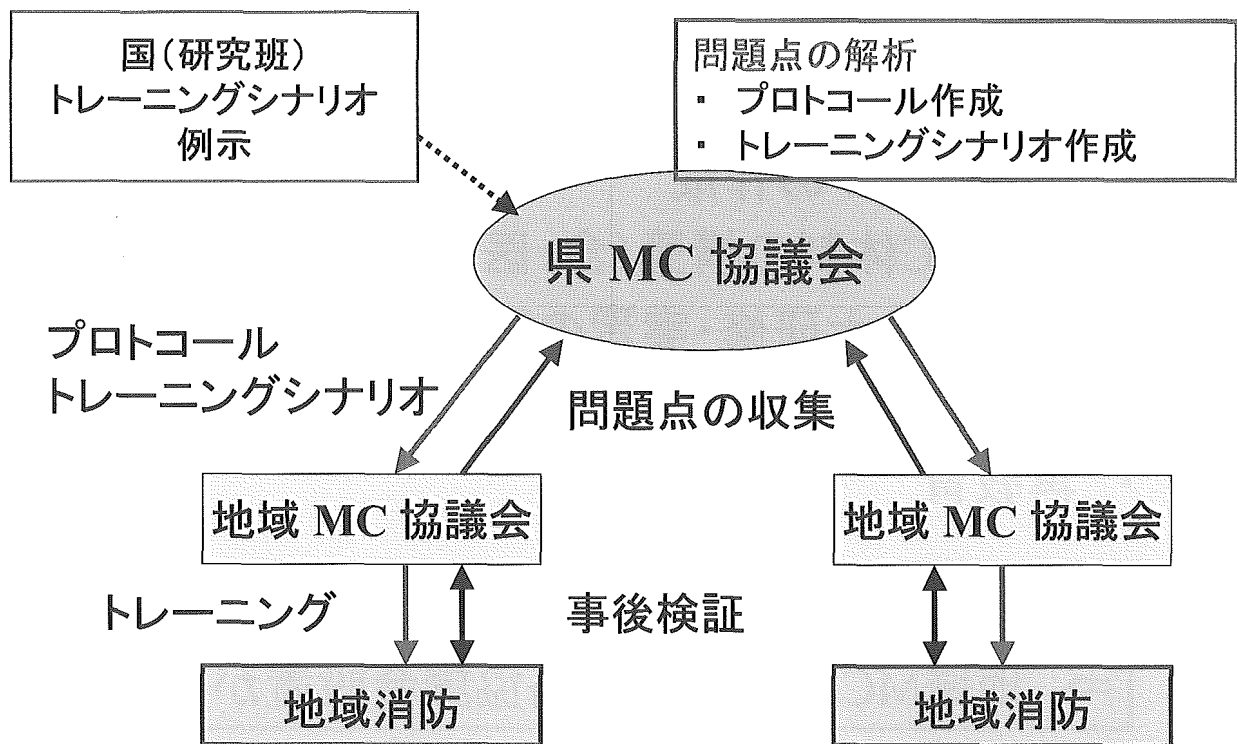 国(研究班)
トレーニングシナリオ
例示
問題点の解析
・ プロトコール作成
・ トレーニングシナリオ作成
県 MC 協議会
プロトコール
トレーニングシナリオ
問題点の収集
地域 MC 協議会
地域 MC 協議会
トレーニング
事後検証
地域消防
地域消防